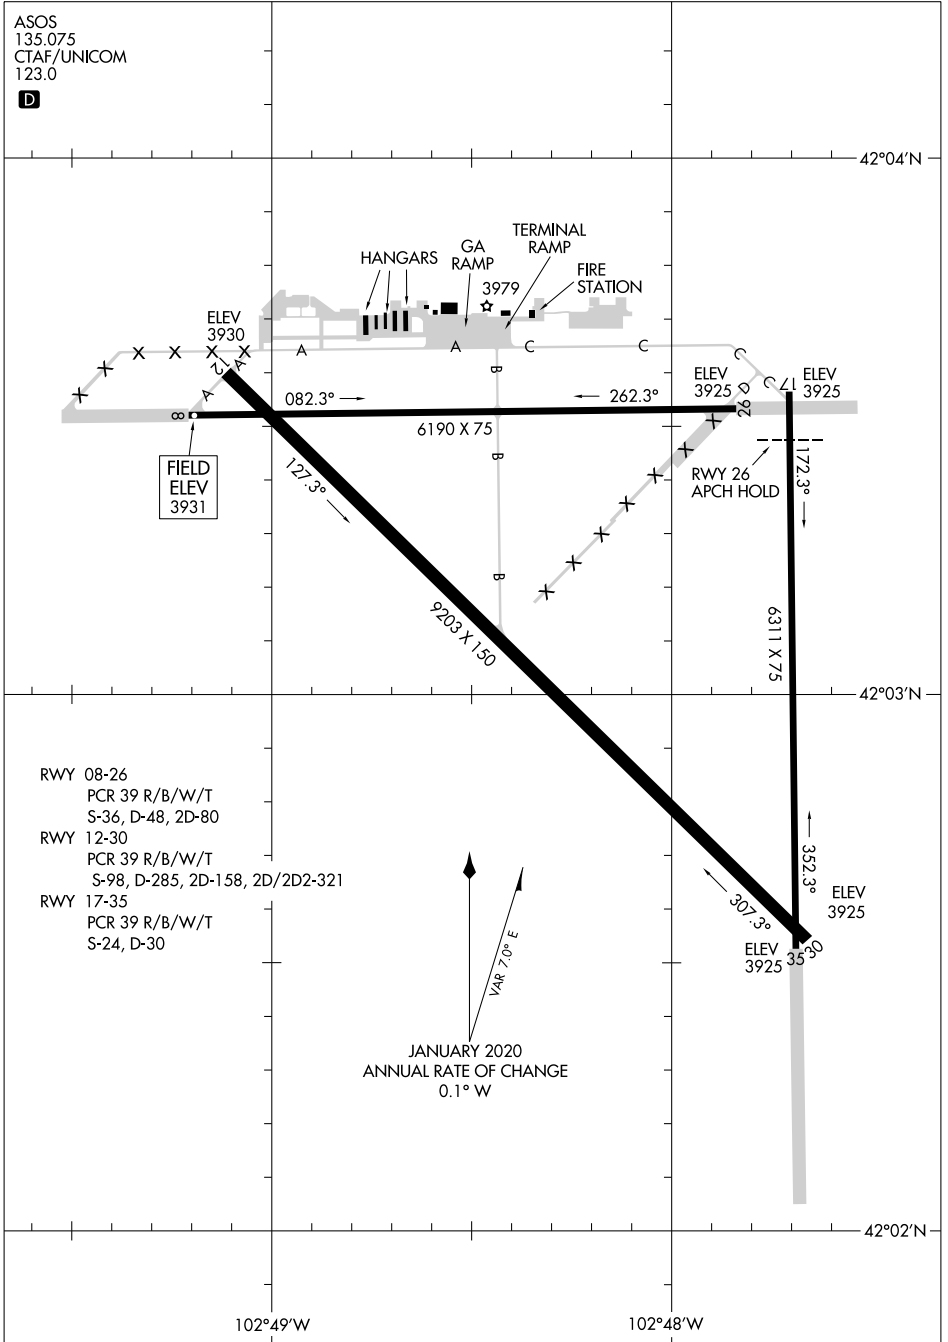 ASOS
135.075
CTAF/UNICOM
123.0
D
42°04'N
TERMINAL
RAMP
GA
RAMP
HANGARS
FIRE
STATION
3979
ELEV
3930
A
A
C
C
C
C
D
A
A
B
B
B
X X X X
X
X
12
ELEV
3925
17
ELEV
3925
8
082.3°
262.3°
26
6190 X 75
FIELD
ELEV
3931
127.3°
X
X
X
X
X
X
X
RWY 26
APCH HOLD
172.3°
9203 X 150
6311 X 75
42°03'N
RWY 08-26
PCR 39 R/B/W/T
S-36, D-48, 2D-80
RWY 12-30
PCR 39 R/B/W/T
S-98, D-285, 2D-158, 2D/2D2-321
RWY 17-35
PCR 39 R/B/W/T
S-24, D-30
352.3°
307.3°
ELEV
3925
ELEV
3925
35
30
VAR 7.0° E
JANUARY 2020
ANNUAL RATE OF CHANGE
0.1° W
42°02'N
102°49'W
102°48'W